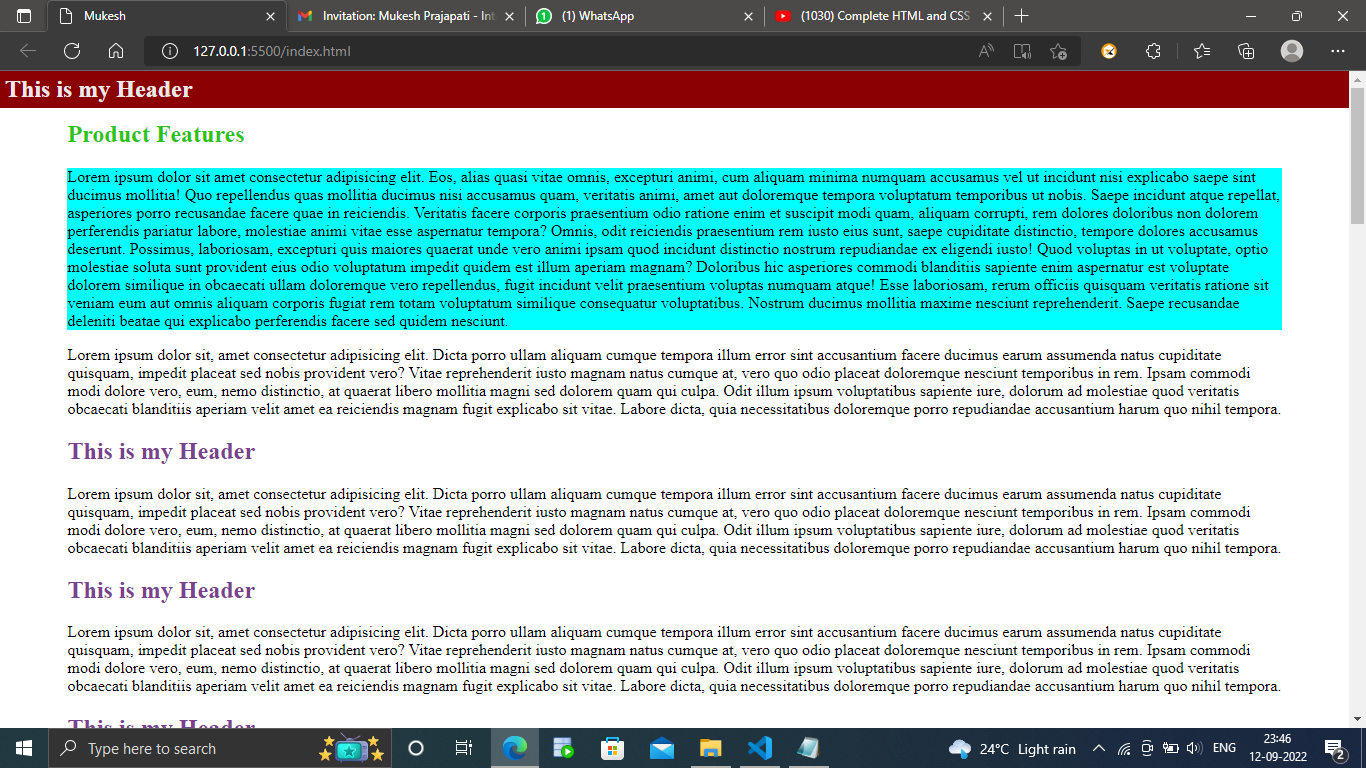 Mukesh
Invitation: Mukesh Prajapati - Int
(1) WhatsApp
(1030) Complete HTML and CSS
127.0.0.1:5500/index.html
This is my Header
Product Features
Lorem ipsum dolor sit amet consectetur adipisicing elit. Eos, alias quasi vitae omnis, excepturi animi, cum aliquam minima numquam accusamus vel ut incidunt nisi explicabo saepe sint
ducimus mollitia! Quo repellendus quas mollitia ducimus nisi accusamus quam, veritatis animi, amet aut doloremque tempora voluptatum temporibus ut nobis. Saepe incidunt atque repellat,
asperiores porro recusandae facere quae in reiciendis. Veritatis facere corporis praesentium odio ratione enim et suscipit modi quam, aliquam corrupti, rem dolores doloribus non dolorem
perferendis pariatur labore, molestiae animi vitae esse aspernatur tempora? Omnis, odit reiciendis praesentium rem iusto eius sunt, saepe cupiditate distinctio, tempore dolores accusamus
deserunt. Possimus, laboriosam, excepturi quis maiores quaerat unde vero animi ipsam quod incidunt distinctio nostrum repudiandae ex eligendi iusto! Quod voluptas in ut voluptate, optio
molestiae soluta sunt provident eius odio voluptatum impedit quidem est illum aperiam magnam? Doloribus hic asperiores commodi blanditiis sapiente enim aspernatur est voluptate
dolorem similique in obcaecati ullam doloremque vero repellendus, fugit incidunt velit praesentium voluptas numquam atque! Esse laboriosam, rerum officiis quisquam veritatis ratione sit
veniam eum aut omnis aliquam corporis fugiat rem totam voluptatum similique consequatur voluptatibus. Nostrum ducimus mollitia maxime nesciunt reprehenderit. Saepe recusandae
deleniti beatae qui explicabo perferendis facere sed quidem nesciunt.
Lorem ipsum dolor sit, amet consectetur adipisicing elit. Dicta porro ullam aliquam cumque tempora illum error sint accusantium facere ducimus earum assumenda natus cupiditate
quisquam, impedit placeat sed nobis provident vero? Vitae reprehenderit iusto magnam natus cumque at, vero quo odio placeat doloremque nesciunt temporibus in rem. Ipsam commodi
modi dolore vero, eum, nemo distinctio, at quaerat libero mollitia magni sed dolorem quam qui culpa. Odit illum ipsum voluptatibus sapiente iure, dolorum ad molestiae quod veritatis
obcaecati blanditiis aperiam velit amet ea reiciendis magnam fugit explicabo sit vitae. Labore dicta, quia necessitatibus doloremque porro repudiandae accusantium harum quo nihil tempora.
This is my Header
Lorem ipsum dolor sit, amet consectetur adipisicing elit. Dicta porro ullam aliquam cumque tempora illum error sint accusantium facere ducimus earum assumenda natus cupiditate
quisquam, impedit placeat sed nobis provident vero? Vitae reprehenderit iusto magnam natus cumque at, vero quo odio placeat doloremque nesciunt temporibus in rem. Ipsam commodi
modi dolore vero, eum, nemo distinctio, at quaerat libero mollitia magni sed dolorem quam qui culpa. Odit illum ipsum voluptatibus sapiente iure, dolorum ad molestiae quod veritatis
obcaecati blanditiis aperiam velit amet ea reiciendis magnam fugit explicabo sit vitae. Labore dicta, quia necessitatibus doloremque porro repudiandae accusantium harum quo nihil tempora.
This is my Header
Lorem ipsum dolor sit, amet consectetur adipisicing elit. Dicta porro ullam aliquam cumque tempora illum error sint accusantium facere ducimus earum assumenda natus cupiditate
quisquam, impedit placeat sed nobis provident vero? Vitae reprehenderit iusto magnam natus cumque at, vero quo odio placeat doloremque nesciunt temporibus in rem. Ipsam commodi
modi dolore vero, eum, nemo distinctio, at quaerat libero mollitia magni sed dolorem quam qui culpa. Odit illum ipsum voluptatibus sapiente iure, dolorum ad molestiae quod veritatis
obcaecati blanditiis aperiam velit amet ea reiciendis magnam fugit explicabo sit vitae. Labore dicta, quia necessitatibus doloremque porro repudiandae accusantium harum quo nihil tempora.
This is my Header
Type here to search
24°C Light rain
ENG
23:46
12-09-2022
2